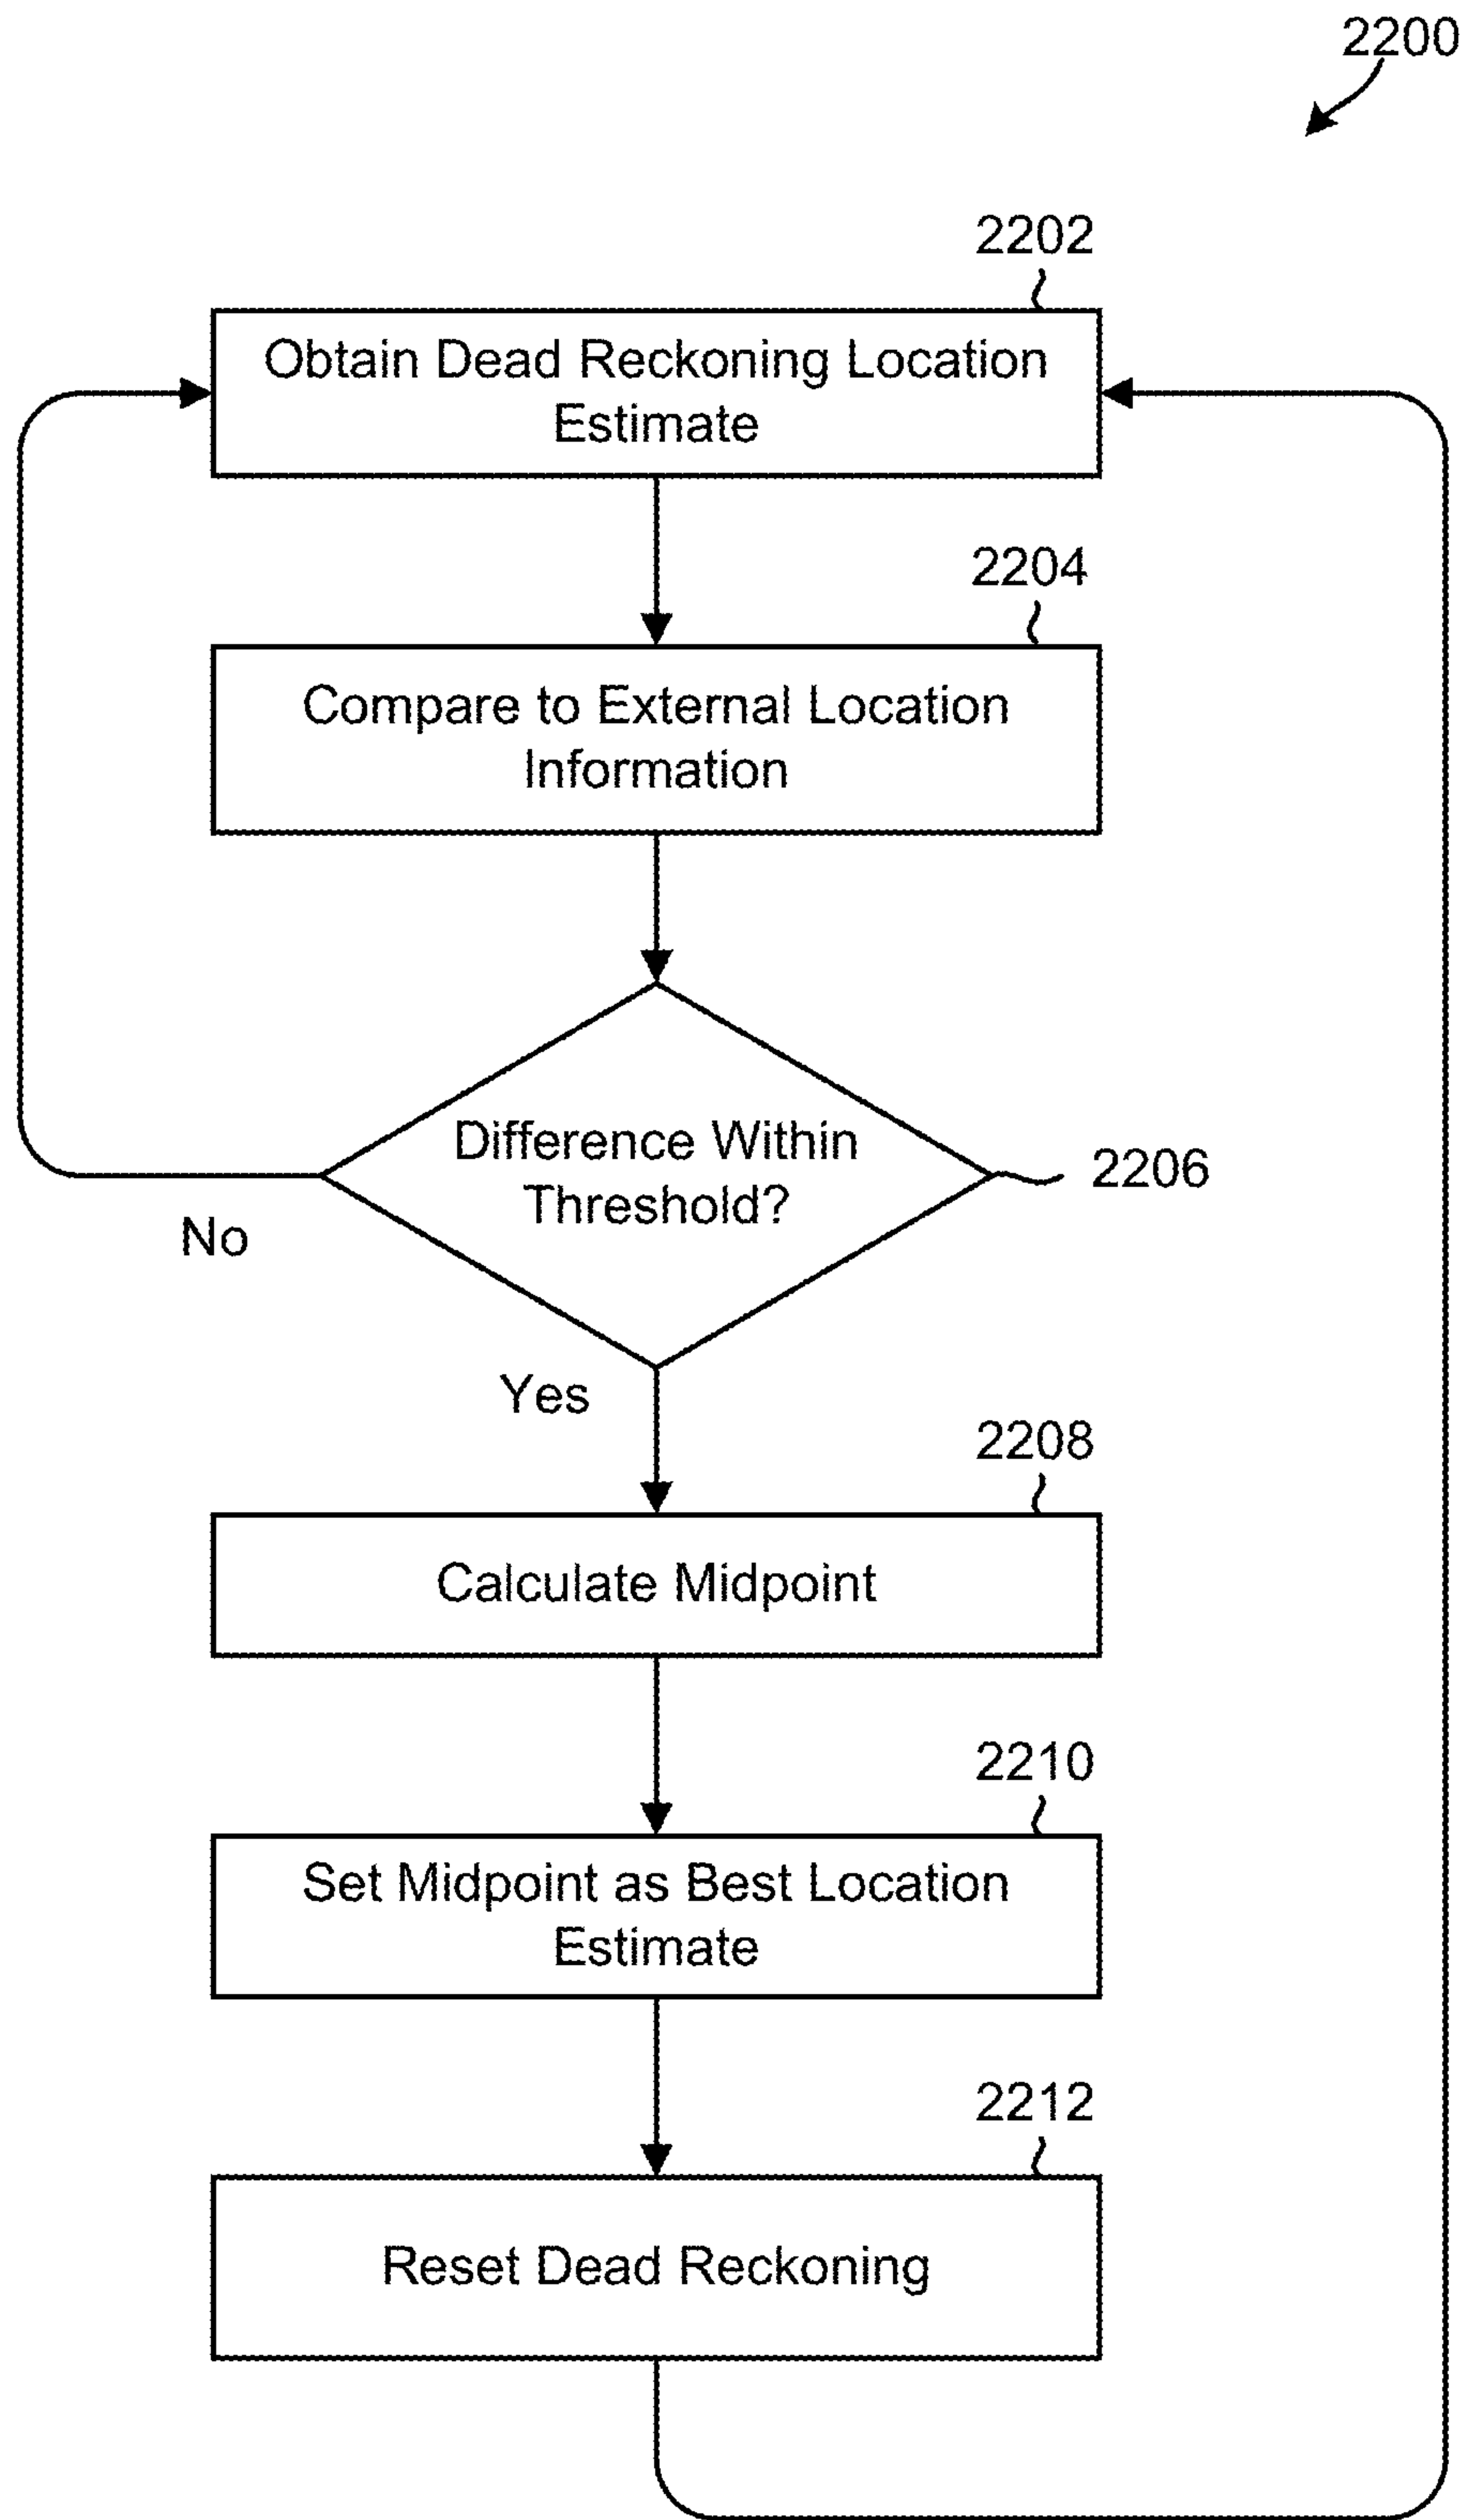 2200
2202
Obtain Dead Reckoning Location
Estimate
2204
Compare to External Location
Information
Difference Within
Threshold?
2206
No
Yes
2208
Calculate Midpoint
2210
Set Midpoint as Best Location
Estimate
2212
Reset Dead Reckoning